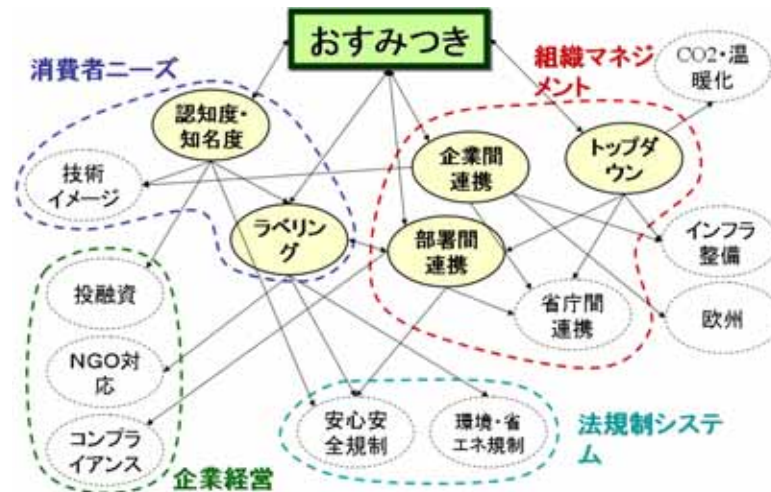 おすみつき
消費者ニーズ
組織マネジ
メント
CO2・温
暖化
認知度・
知名度
企業間
連携
トップダ
ウン
技術
イメージ
ラベリン
グ
部署間
連携
インフラ
整備
投融資
省庁間
連携
欧州
NGO対
応
安心安
全規制
環境・省
エネ規制
法規制システ
ム
コンプラ
イアンス
企業経営